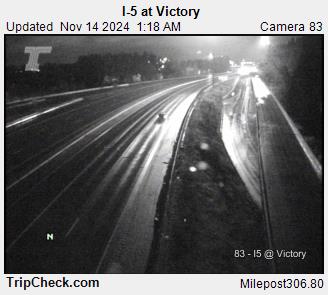 I-5 at Victory
Updated Nov 14 2024 1:18 AM Camera 83
T
N
83 - I5 @ Victory
TripCheck.com Milepost306.80